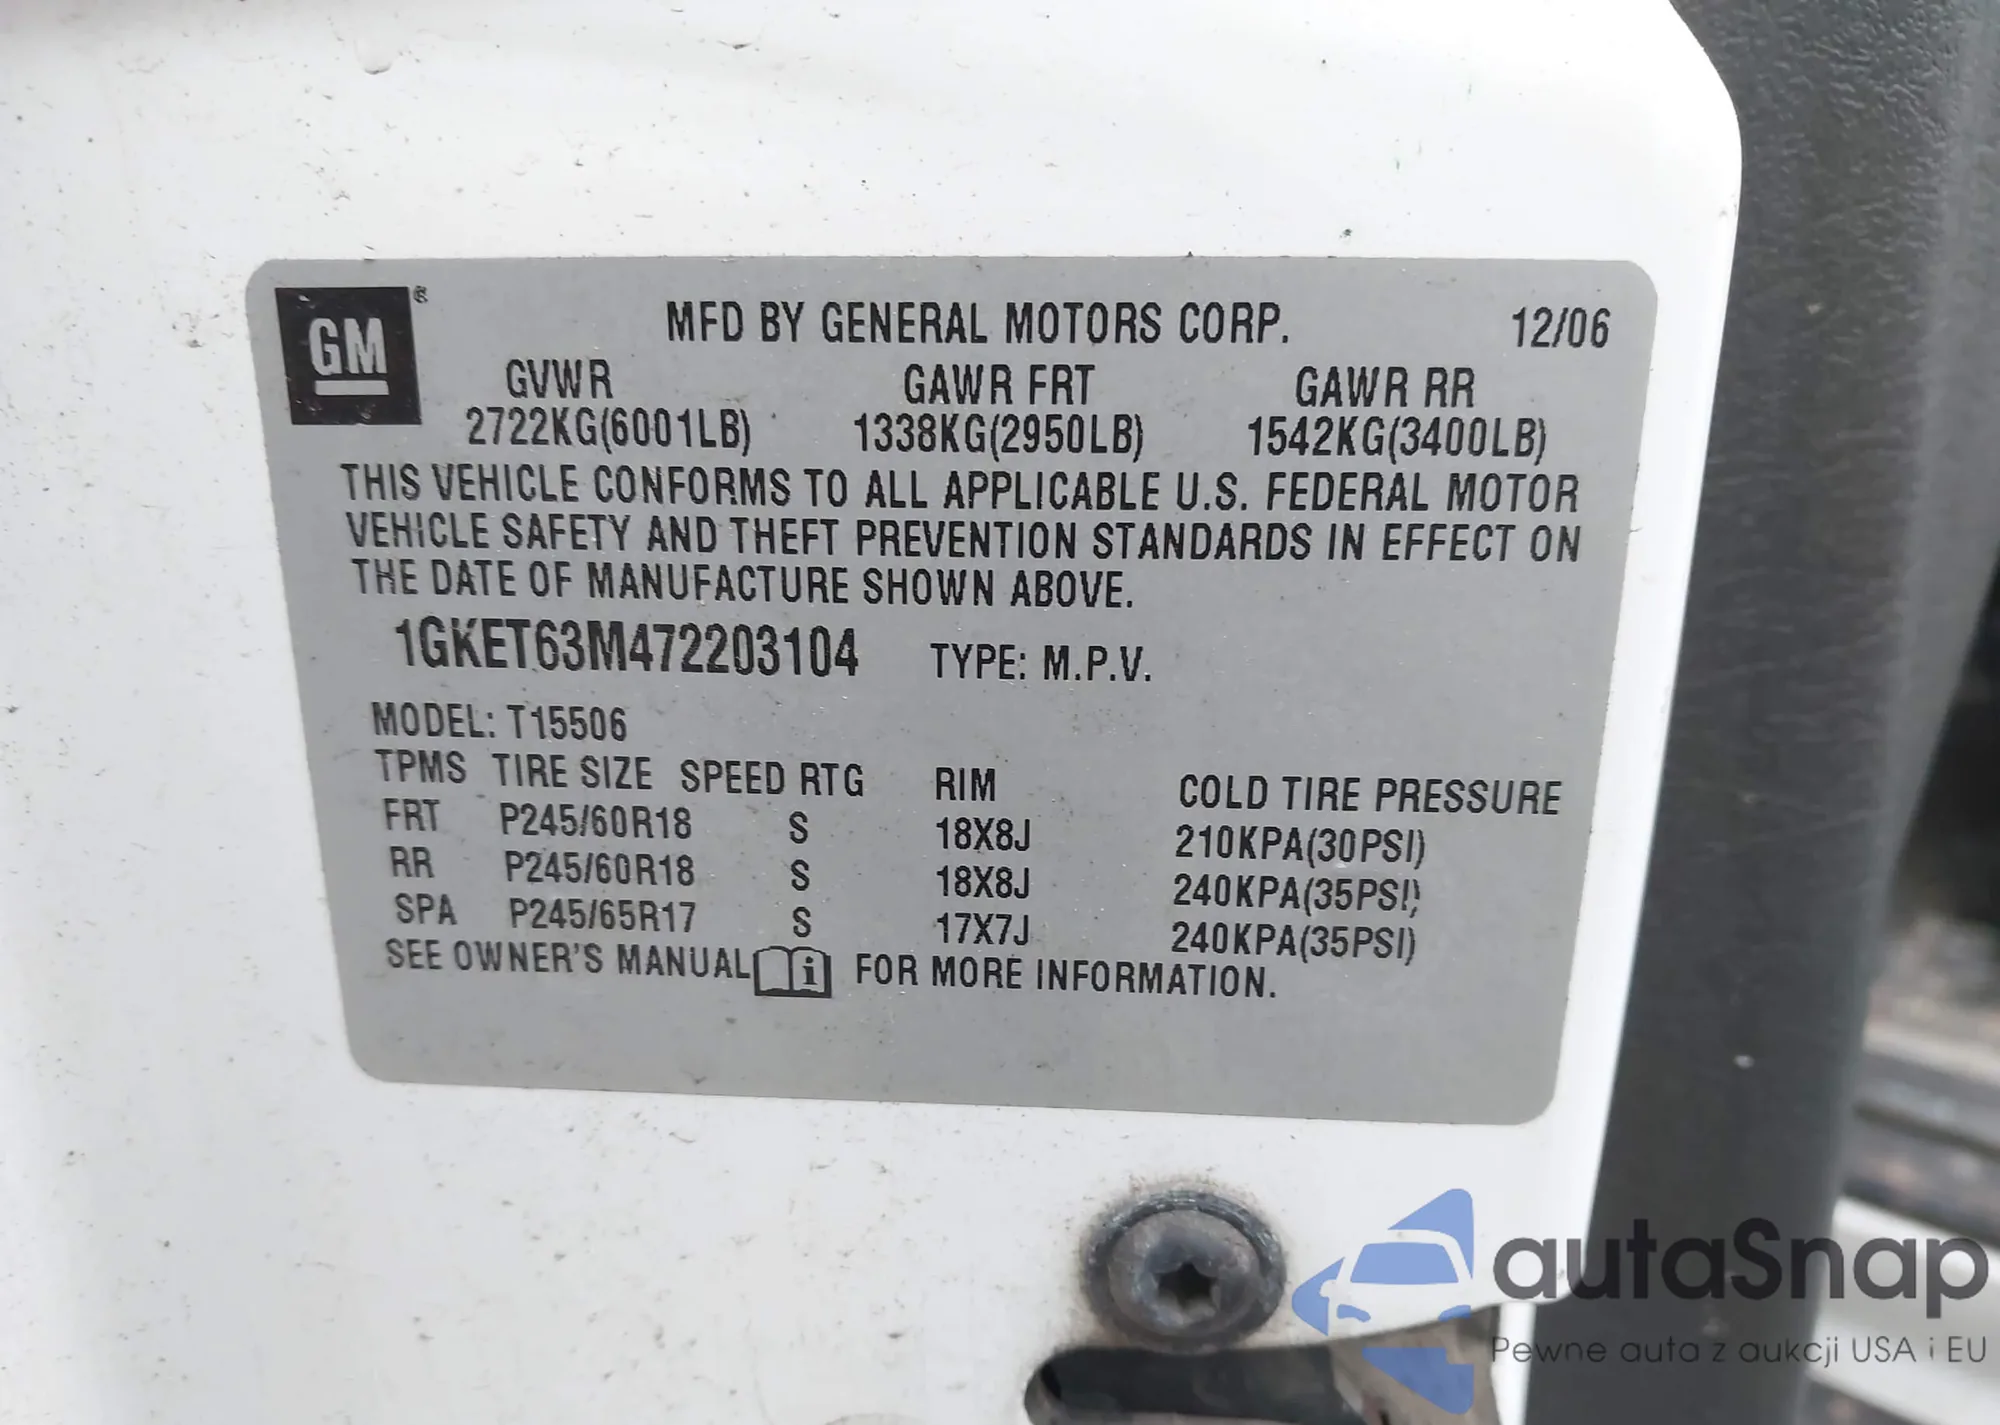 GM®
MFD BY GENERAL MOTORS CORP. 12/06
GVWR GAWR FRT GAWR RR
2722KG(6001LB) 1338KG(2950LB) 1542KG(3400LB)
THIS VEHICLE CONFORMS TO ALL APPLICABLE U.S. FEDERAL MOTOR
VEHICLE SAFETY AND THEFT PREVENTION STANDARDS IN EFFECT ON
THE DATE OF MANUFACTURE SHOWN ABOVE.
1GKET63M472203104 TYPE: M.P.V.
MODEL: T15506
TPMS TIRE SIZE SPEED RTG RIM COLD TIRE PRESSURE
FRT P245/60R18 S 18X8J 210KPA(30PSI)
RR P245/60R18 S 18X8J 240KPA(35PSI)
SPA P245/65R17 S 17X7J 240KPA(35PSI)
SEE OWNER'S MANUAL i FOR MORE INFORMATION.
autaSnap
Pewne auta z aukcji USA i EU